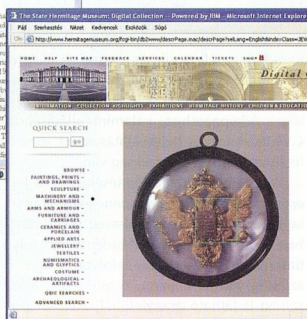 The State Hermitage Museum: Digital Collection - Powered by IBM - Microsoft Internet Explorer
Fájl Szerkesztés Nézet Kedvencek Eszközök Súgó
Cím
HOME HELP SITE MAP FEEDBACK SERVICES CALENDAR TICKETS SHOP
Digital
INFORMATION COLLECTION HIGHLIGHTS EXHIBITIONS HERMITAGE HISTORY CHILDREN & EDUCATION
QUICK SEARCH
go
BROWSE -
PAINTINGS, PRINTS -
AND DRAWINGS
SCULPTURE -
MACHINERY AND -
MECHANISMS
ARMS AND ARMOUR -
FURNITURE AND -
CARRIAGES
CERAMICS AND -
PORCELAIN
APPLIED ARTS -
JEWELLERY -
TEXTILES -
NUMISMATICS -
AND GLYPTICS
COSTUME -
ARCHAEOLOGICAL -
ARTIFACTS
QBIC SEARCHES -
ADVANCED SEARCH -